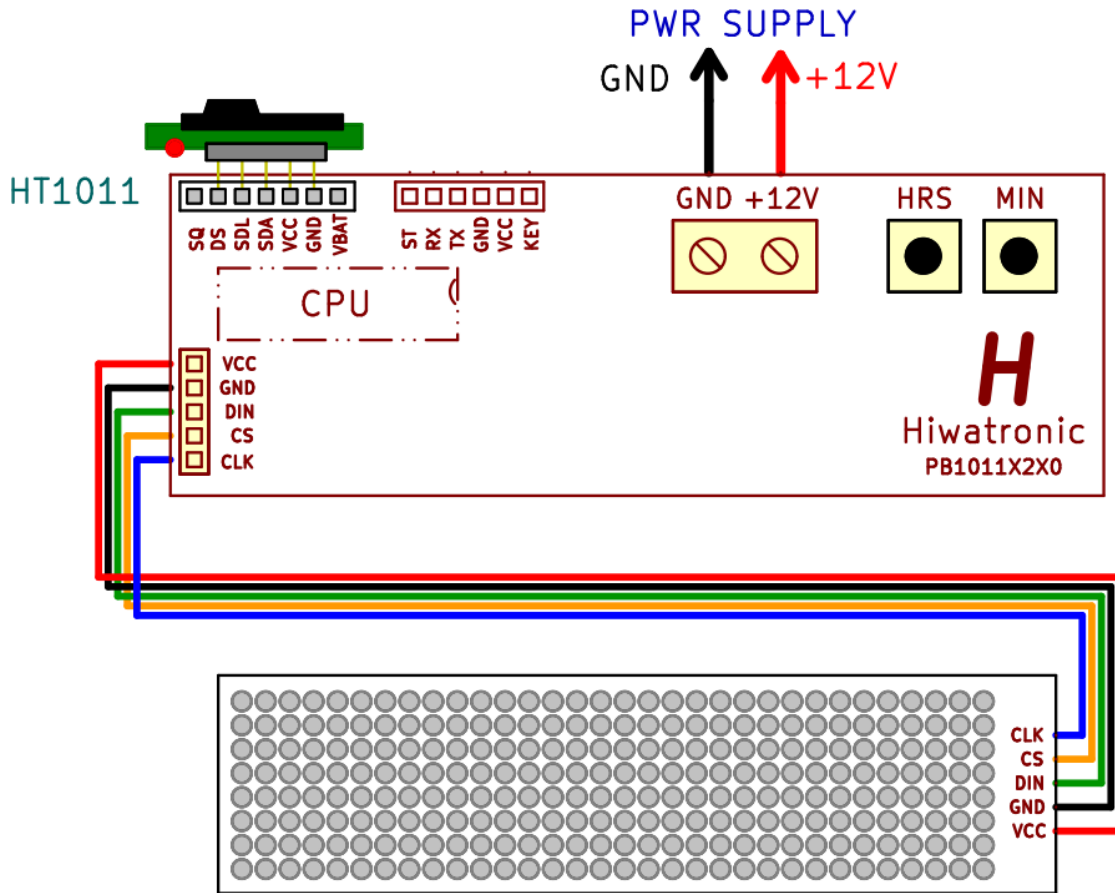 PWR SUPPLY
GND
+12V
HT1011
GND +12V
HRS
MIN
SQ
DS
SDL
SDA
VCC
GND
VBAT
ST
RX
TX
GND
VCC
KEY
CPU
VCC
GND
DIN
CS
CLK
H
Hiwatronic
PB1011X2X0
CLK
CS
DIN
GND
VCC